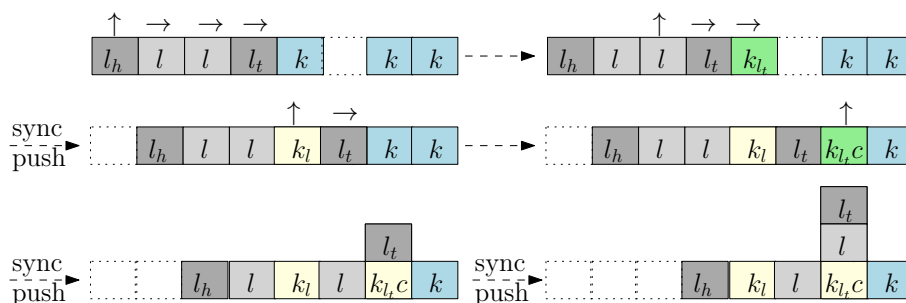 ↑ → → →
l_h l l l_t k k k
↑ → →
l_h l l l_t k_{l_t} k k
sync
push
↑ →
l_h l l k_l l_t k k
↑
l_h l l k_l l_t k_{l_t}c k
sync
push
l_t
l_h l k_l l k_{l_t}c k
sync
push
l_t
l
l_h k_l l k_{l_t}c k